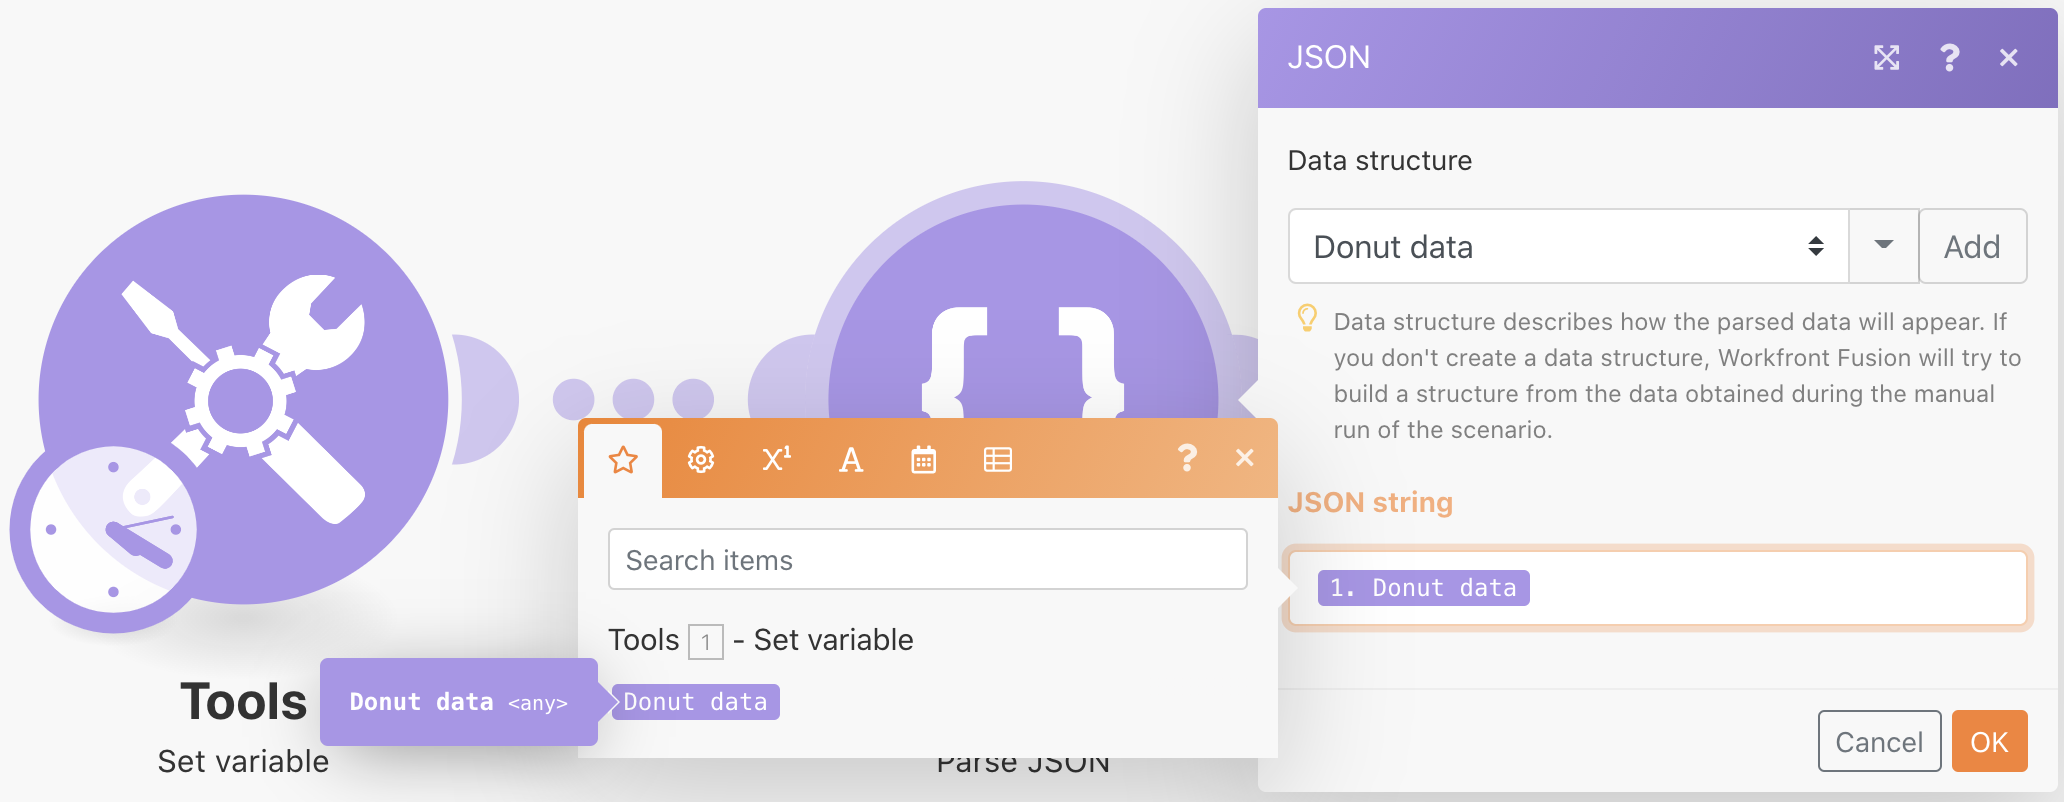 JSON
?
Data structure
Donut data
Add
Data structure describes how the parsed data will appear. If
you don't create a data structure, Workfront Fusion will try to
build a structure from the data obtained during the manual
run of the scenario.
JSON string
1. Donut data
Cancel
OK
X¹
A
?
Search items
Tools 1 - Set variable
Donut data <any>
Donut data
Tools
Set variable
Parse JSON